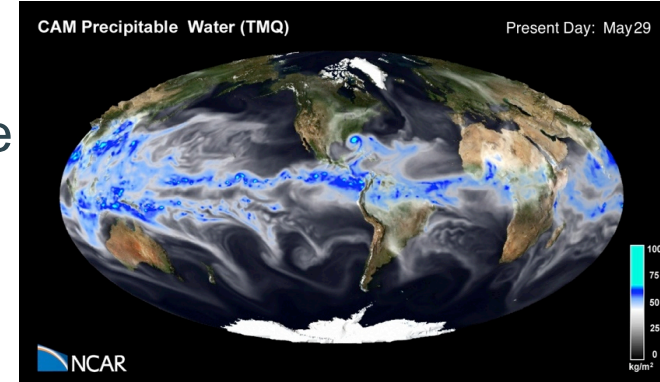 CAM Precipitable Water (TMQ)
Present Day: May29
e
100
75
50
25
0
kg/m²
NCAR